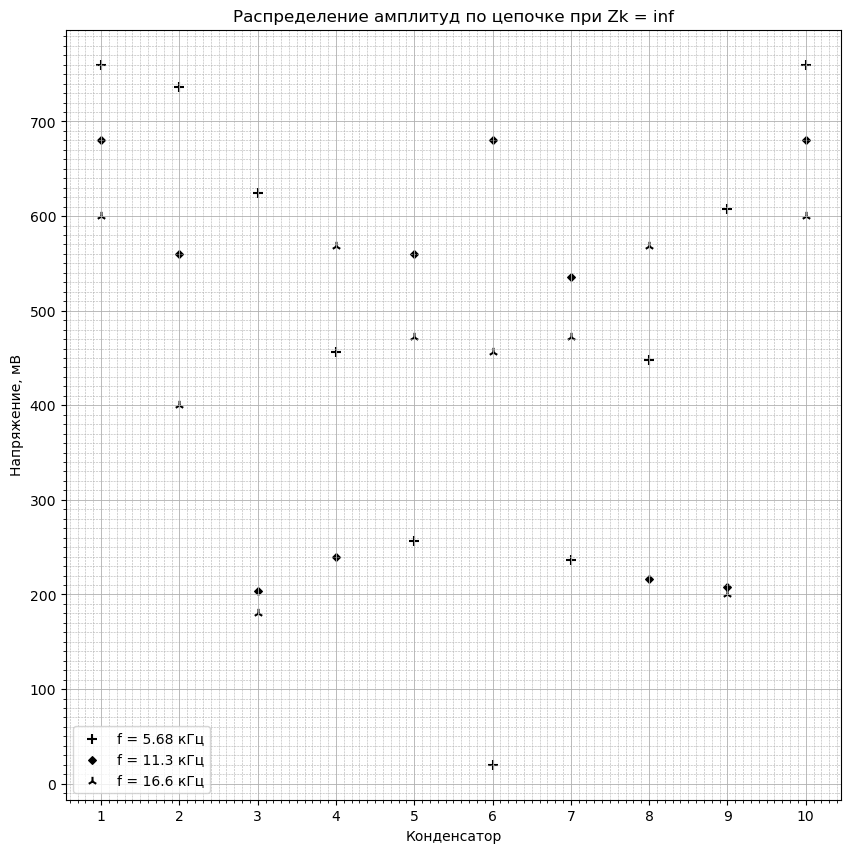 Распределение амплитуд по цепочке при Zk = inf
Напряжение, мВ
700
600
500
400
300
200
100
0
f = 5.68 кГц
f = 11.3 кГц
f = 16.6 кГц
1 2 3 4 5 6 7 8 9 10
Конденсатор